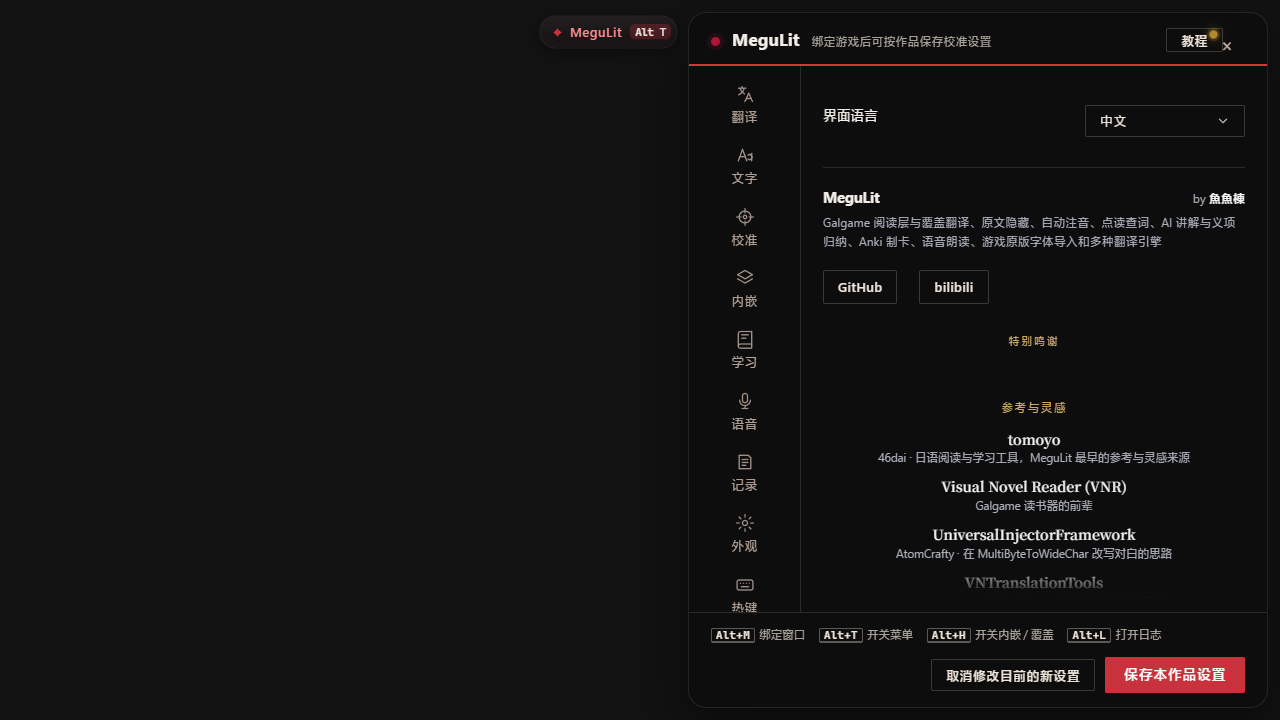 MeguLit Alt T
MeguLit 绑定游戏后可按作品保存校准设置
教程 ×
翻译
文字
校准
内嵌
学习
语音
记录
外观
热键
界面语言
中文
MeguLit
by 魚魚楝
Galgame 阅读层与覆盖翻译、原文隐藏、自动注音、点读查词、AI 讲解与义项
归纳、Anki 制卡、语音朗读、游戏原版字体导入和多种翻译引擎
GitHub bilibili
特别鸣谢
参考与灵感
tomoyo
46dai · 日语阅读与学习工具，MeguLit 最早的参考与灵感来源
Visual Novel Reader (VNR)
Galgame 读书器的前辈
UniversalInjectorFramework
AtomCrafty · 在 MultiByteToWideChar 改写对白的思路
VNTranslationTools
Alt+M 绑定窗口 Alt+T 开关菜单 Alt+H 开关内嵌 / 覆盖 Alt+L 打开日志
取消修改目前的新设置 保存本作品设置